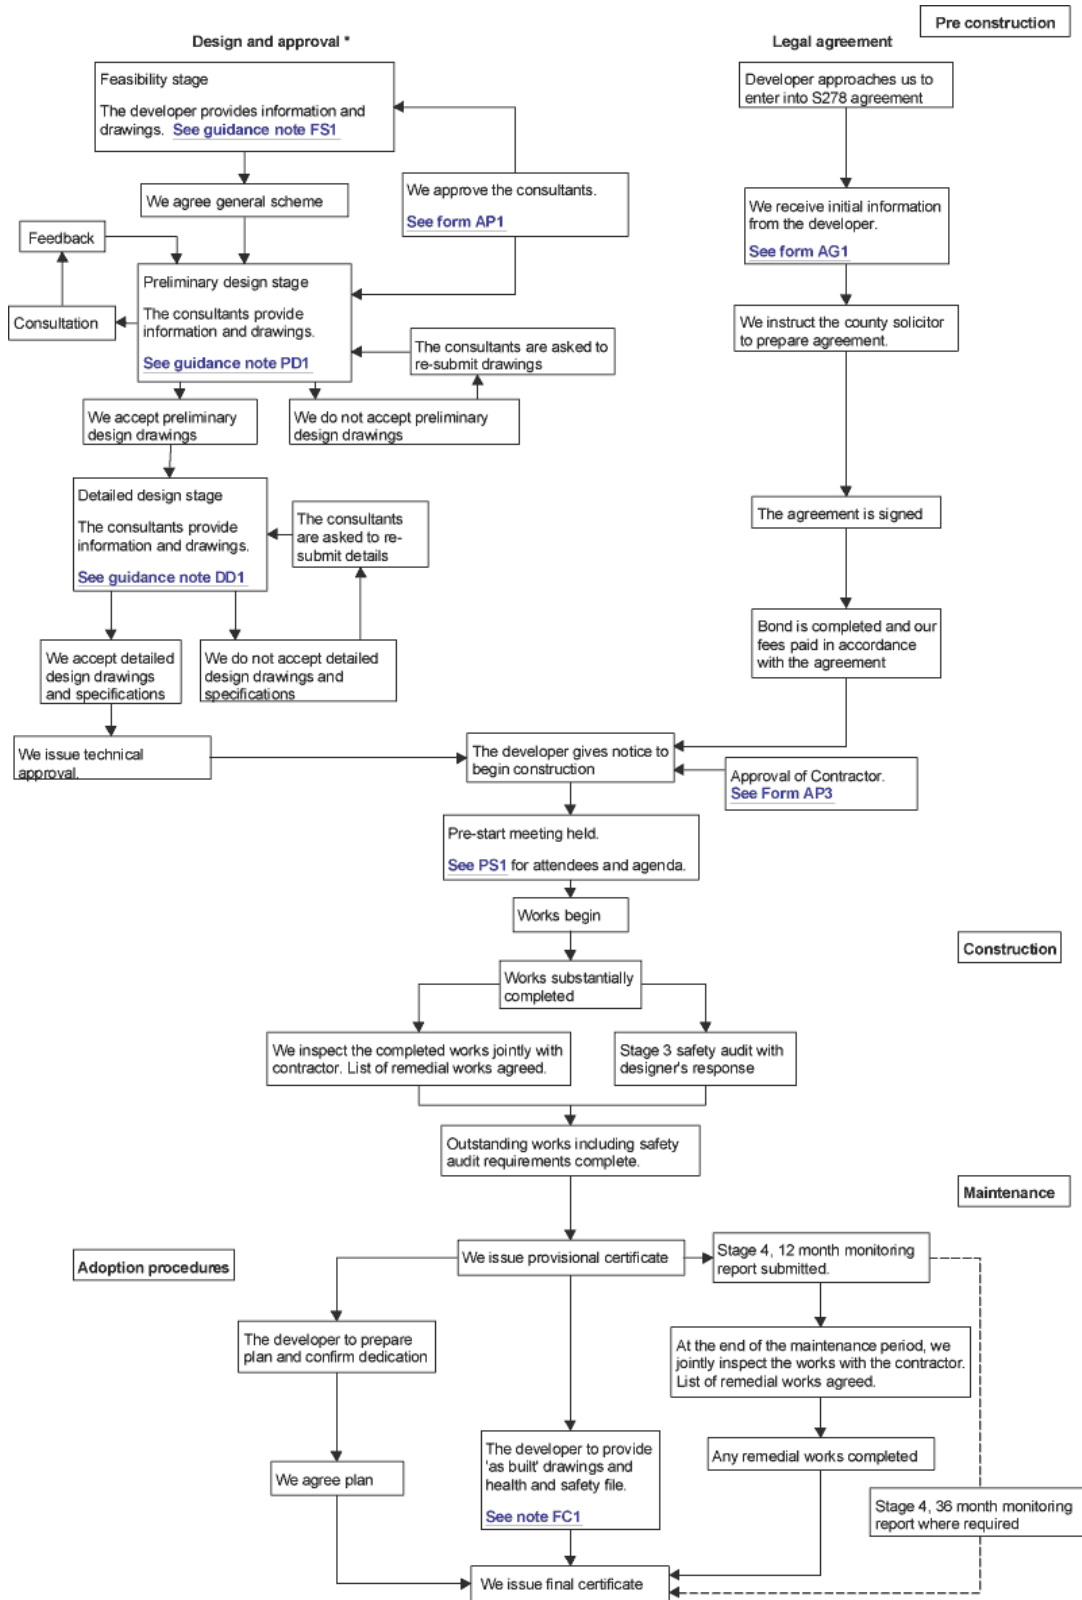 Pre construction
Design and approval *
Legal agreement
Feasibility stage
The developer provides information and
drawings. See guidance note FS1
Developer approaches us to
enter into S278 agreement
We approve the consultants.
See form AP1
We agree general scheme
We receive initial information
from the developer.
See form AG1
Feedback
Preliminary design stage
The consultants provide
information and drawings.
See guidance note PD1
Consultation
We instruct the county solicitor
to prepare agreement.
The consultants are asked to
re-submit drawings
We accept preliminary
design drawings
We do not accept preliminary
design drawings
Detailed design stage
The consultants provide
information and drawings.
See guidance note DD1
The consultants
are asked to re-
submit details
The agreement is signed
We accept detailed
design drawings
and specifications
We do not accept detailed
design drawings and
specifications
Bond is completed and our
fees paid in accordance
with the agreement
We issue technical
approval.
The developer gives notice to
begin construction
Approval of Contractor.
See Form AP3
Pre-start meeting held.
See PS1 for attendees and agenda.
Works begin
Construction
Works substantially
completed
We inspect the completed works jointly with
contractor. List of remedial works agreed.
Stage 3 safety audit with
designer's response
Outstanding works including safety
audit requirements complete.
Maintenance
Adoption procedures
We issue provisional certificate
Stage 4, 12 month monitoring
report submitted.
The developer to prepare
plan and confirm dedication
At the end of the maintenance period, we
jointly inspect the works with the contractor.
List of remedial works agreed.
We agree plan
The developer to provide
'as built' drawings and
health and safety file.
See note FC1
Any remedial works completed
Stage 4, 36 month monitoring
report where required
We issue final certificate